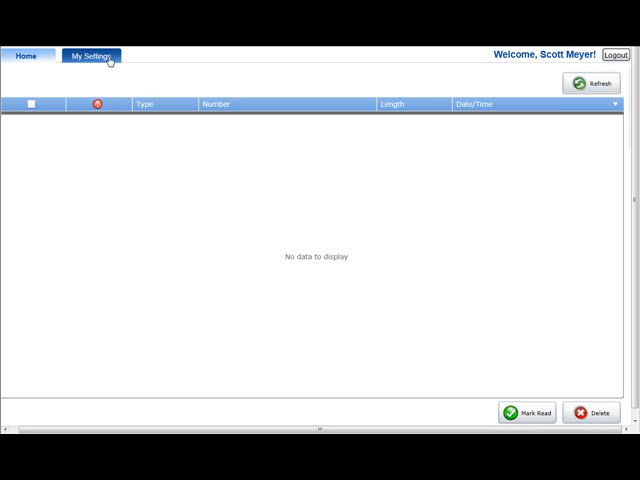 Home My Settings Welcome, Scott Meyer! Logout
Refresh
Type Number Length Date/Time
No data to display
Mark Read Delete